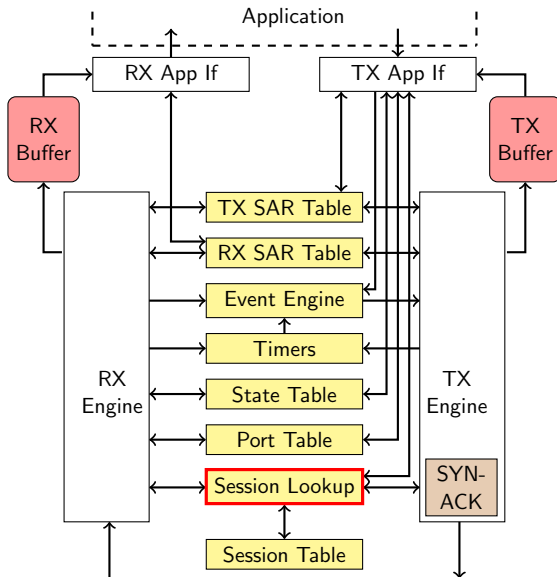 Application
RX App If
TX App If
RX
Buffer
TX
Buffer
TX SAR Table
RX SAR Table
Event Engine
Timers
RX
Engine
State Table
TX
Engine
Port Table
Session Lookup
SYN-
ACK
Session Table